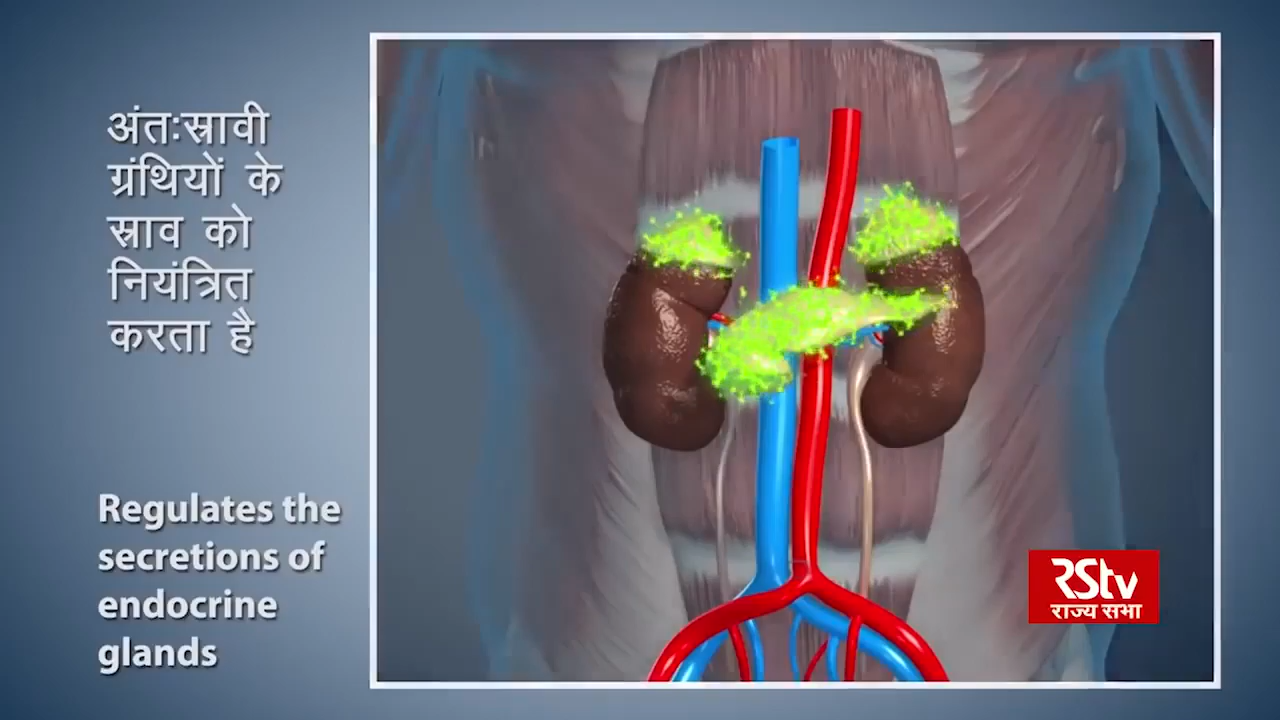 अंतःस्रावी
ग्रंथियों के
स्राव को
नियंत्रित
करता है
Regulates the
secretions of
endocrine
glands
RStv
राज्य सभा